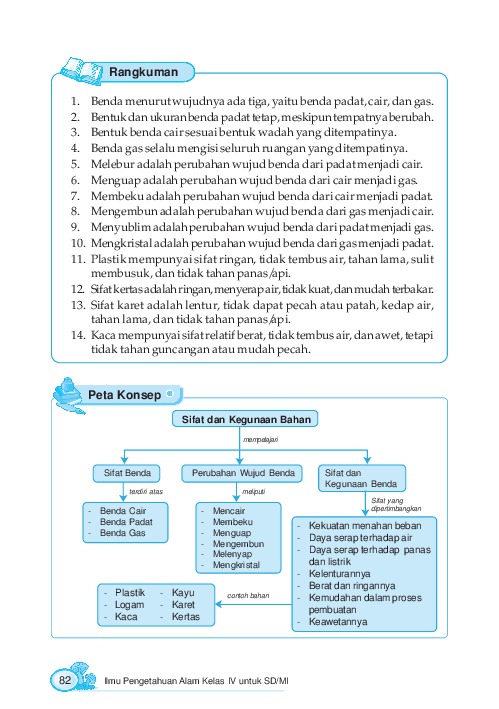 Rangkuman
1. Benda menurut wujudnya ada tiga, yaitu benda padat, cair, dan gas.
2. Bentuk dan ukuran benda padat tetap, meskipun tempatnya berubah.
3. Bentuk benda cair sesuai bentuk wadah yang ditempatinya.
4. Benda gas selalu mengisi seluruh ruangan yang ditempatinya.
5. Melebur adalah perubahan wujud benda dari padat menjadi cair.
6. Menguap adalah perubahan wujud benda dari cair menjadi gas.
7. Membeku adalah perubahan wujud benda dari cair menjadi padat.
8. Mengembun adalah perubahan wujud benda dari gas menjadi cair.
9. Menyublim adalah perubahan wujud benda dari padat menjadi gas.
10. Mengkristal adalah perubahan wujud benda dari gas menjadi padat.
11. Plastik mempunyai sifat ringan, tidak tembus air, tahan lama, sulit
membusuk, dan tidak tahan panas/api.
12. Sifat kertas adalah ringan, menyerap air, tidak kuat, dan mudah terbakar.
13. Sifat karet adalah lentur, tidak dapat pecah atau patah, kedap air,
tahan lama, dan tidak tahan panas/api.
14. Kaca mempunyai sifat relatif berat, tidak tembus air, dan awet, tetapi
tidak tahan guncangan atau mudah pecah.
Peta Konsep
Sifat dan Kegunaan Bahan
mempelajari
Sifat Benda
Perubahan Wujud Benda
Sifat dan
Kegunaan Benda
terdiri atas
meliputi
Sifat yang
dipertimbangkan
- Benda Cair
- Benda Padat
- Benda Gas
- Mencair
- Membeku
- Menguap
- Mengembun
- Melenyap
- Mengkristal
- Kekuatan menahan beban
- Daya serap terhadap air
- Daya serap terhadap panas
dan listrik
- Kelenturannya
- Berat dan ringannya
- Kemudahan dalam proses
pembuatan
- Keawetannya
contoh bahan
- Plastik - Kayu
- Logam - Karet
- Kaca - Kertas
82 Ilmu Pengetahuan Alam Kelas IV untuk SD/MI